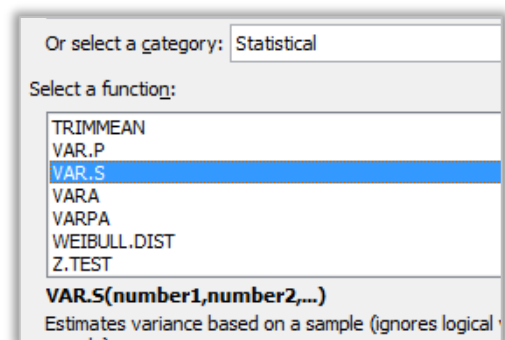 Or select a category: Statistical
Select a function:
TRIMMEAN
VAR.P
VAR.S
VARA
VARPA
WEIBULL.DIST
Z.TEST
VAR.S(number1,number2,...)
Estimates variance based on a sample (ignores logical